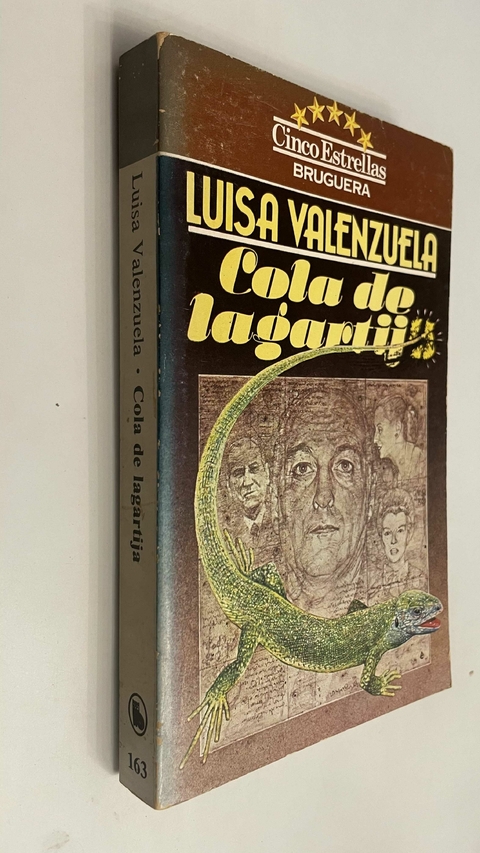 Cinco Estrellas
BRUGUERA
LUISA VALENZUELA
Cola de
lagartija
Luisa Valenzuela · Cola de lagartija
163